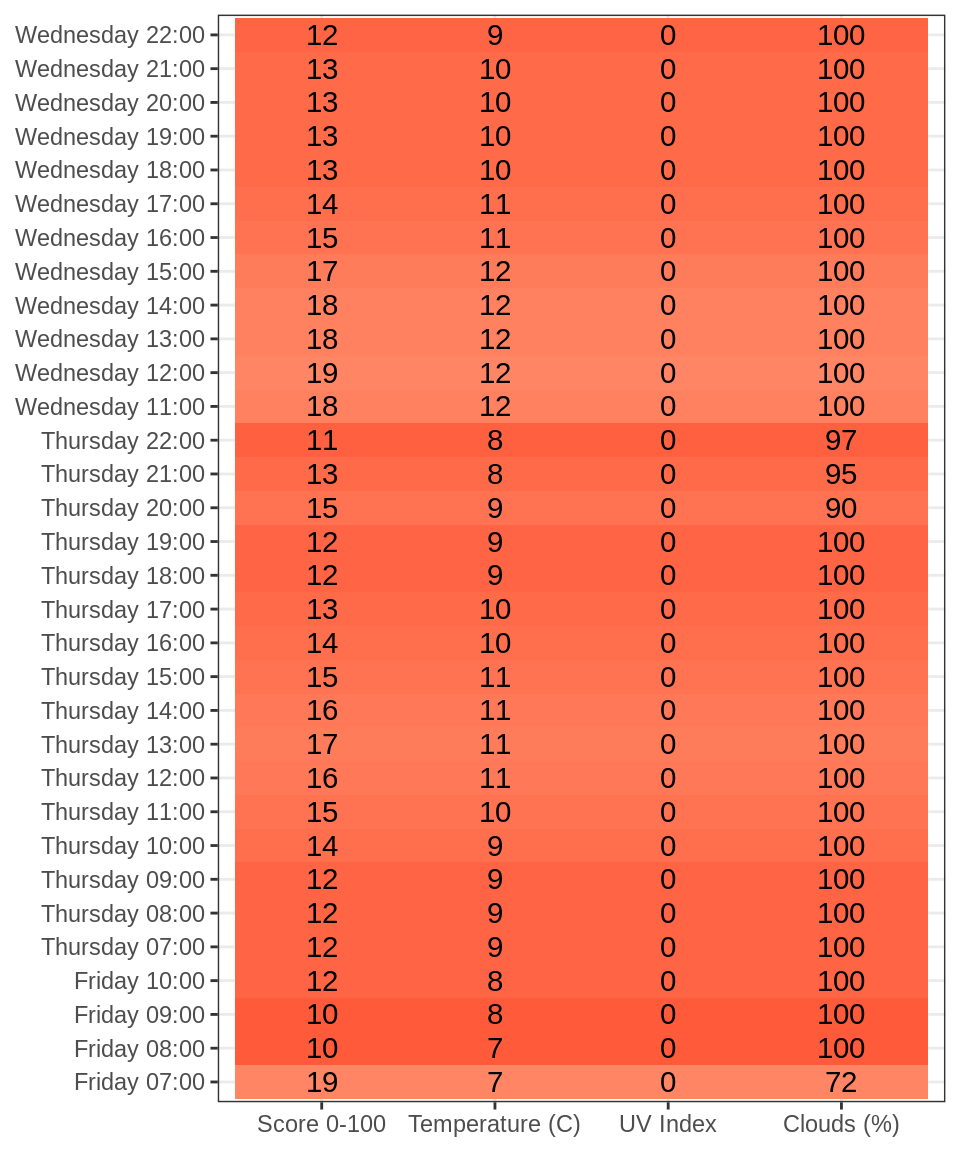 Wednesday 22:00 12 9 0 100
Wednesday 21:00 13 10 0 100
Wednesday 20:00 13 10 0 100
Wednesday 19:00 13 10 0 100
Wednesday 18:00 13 10 0 100
Wednesday 17:00 14 11 0 100
Wednesday 16:00 15 11 0 100
Wednesday 15:00 17 12 0 100
Wednesday 14:00 18 12 0 100
Wednesday 13:00 18 12 0 100
Wednesday 12:00 19 12 0 100
Wednesday 11:00 18 12 0 100
Thursday 22:00 11 8 0 97
Thursday 21:00 13 8 0 95
Thursday 20:00 15 9 0 90
Thursday 19:00 12 9 0 100
Thursday 18:00 12 9 0 100
Thursday 17:00 13 10 0 100
Thursday 16:00 14 10 0 100
Thursday 15:00 15 11 0 100
Thursday 14:00 16 11 0 100
Thursday 13:00 17 11 0 100
Thursday 12:00 16 11 0 100
Thursday 11:00 15 10 0 100
Thursday 10:00 14 9 0 100
Thursday 09:00 12 9 0 100
Thursday 08:00 12 9 0 100
Thursday 07:00 12 9 0 100
Friday 10:00 12 8 0 100
Friday 09:00 10 8 0 100
Friday 08:00 10 7 0 100
Friday 07:00 19 7 0 72
Score 0-100 Temperature (C) UV Index Clouds (%)